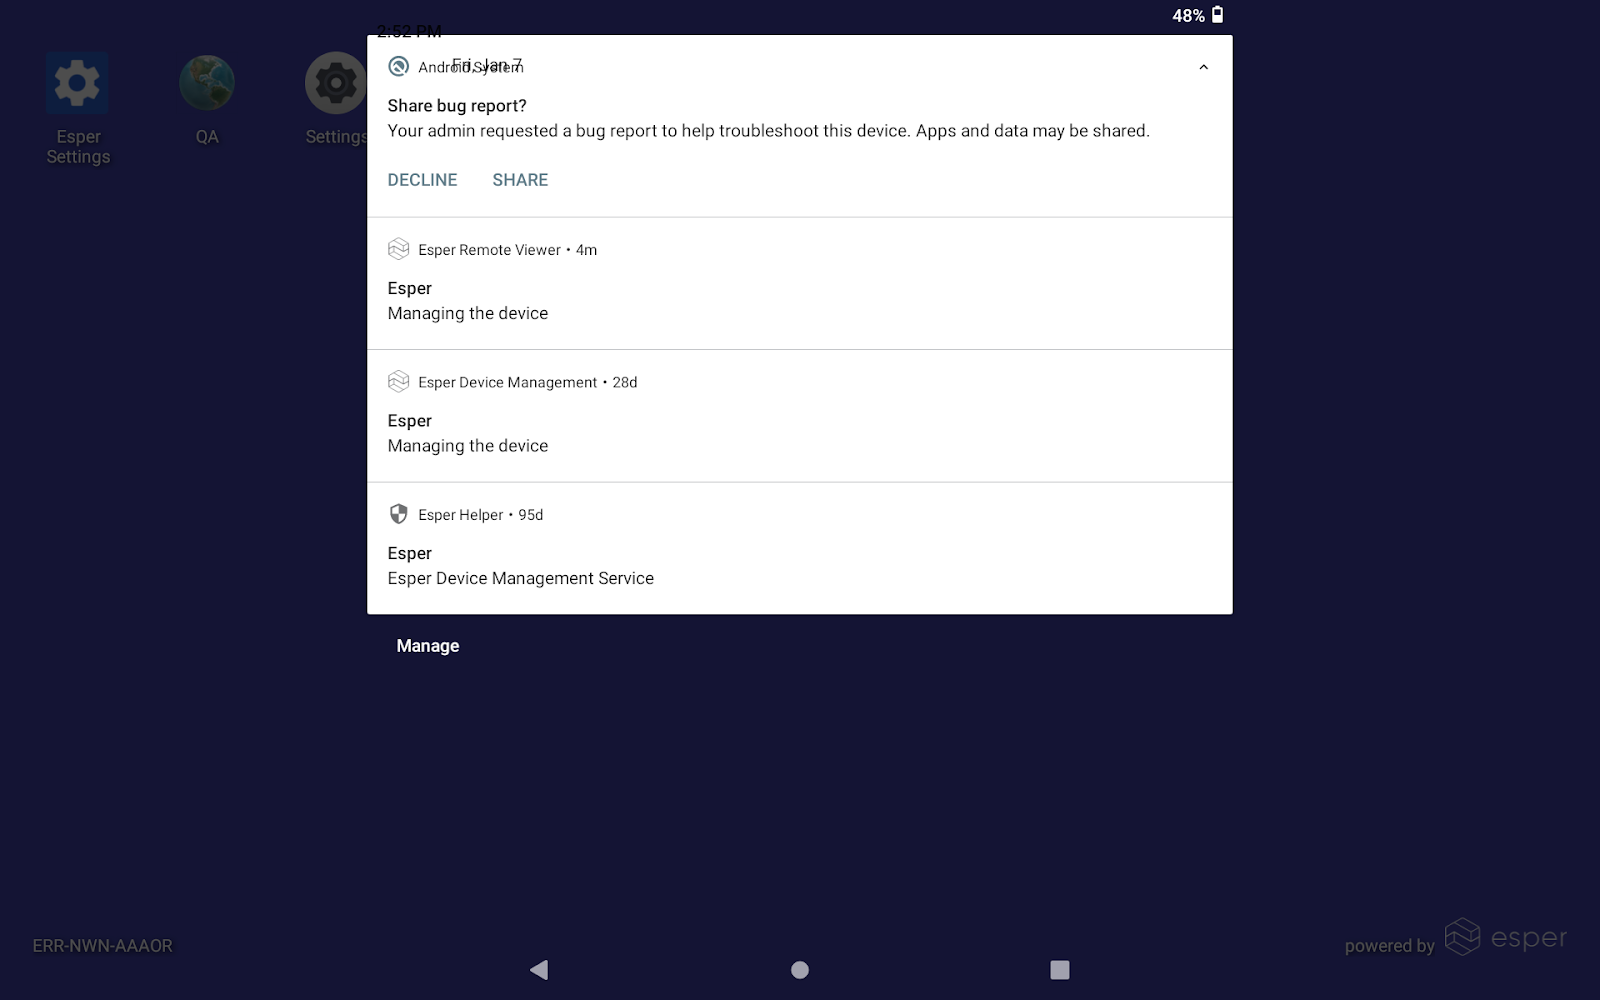 48%
2:52 PM
Fri, Jan 7
Android System
Share bug report?
Your admin requested a bug report to help troubleshoot this device. Apps and data may be shared.
DECLINE SHARE
Esper
Settings
QA
Settings
Esper Remote Viewer • 4m
Esper
Managing the device
Esper Device Management • 28d
Esper
Managing the device
Esper Helper • 95d
Esper
Esper Device Management Service
Manage
ERR-NWN-AAAOR
powered by esper